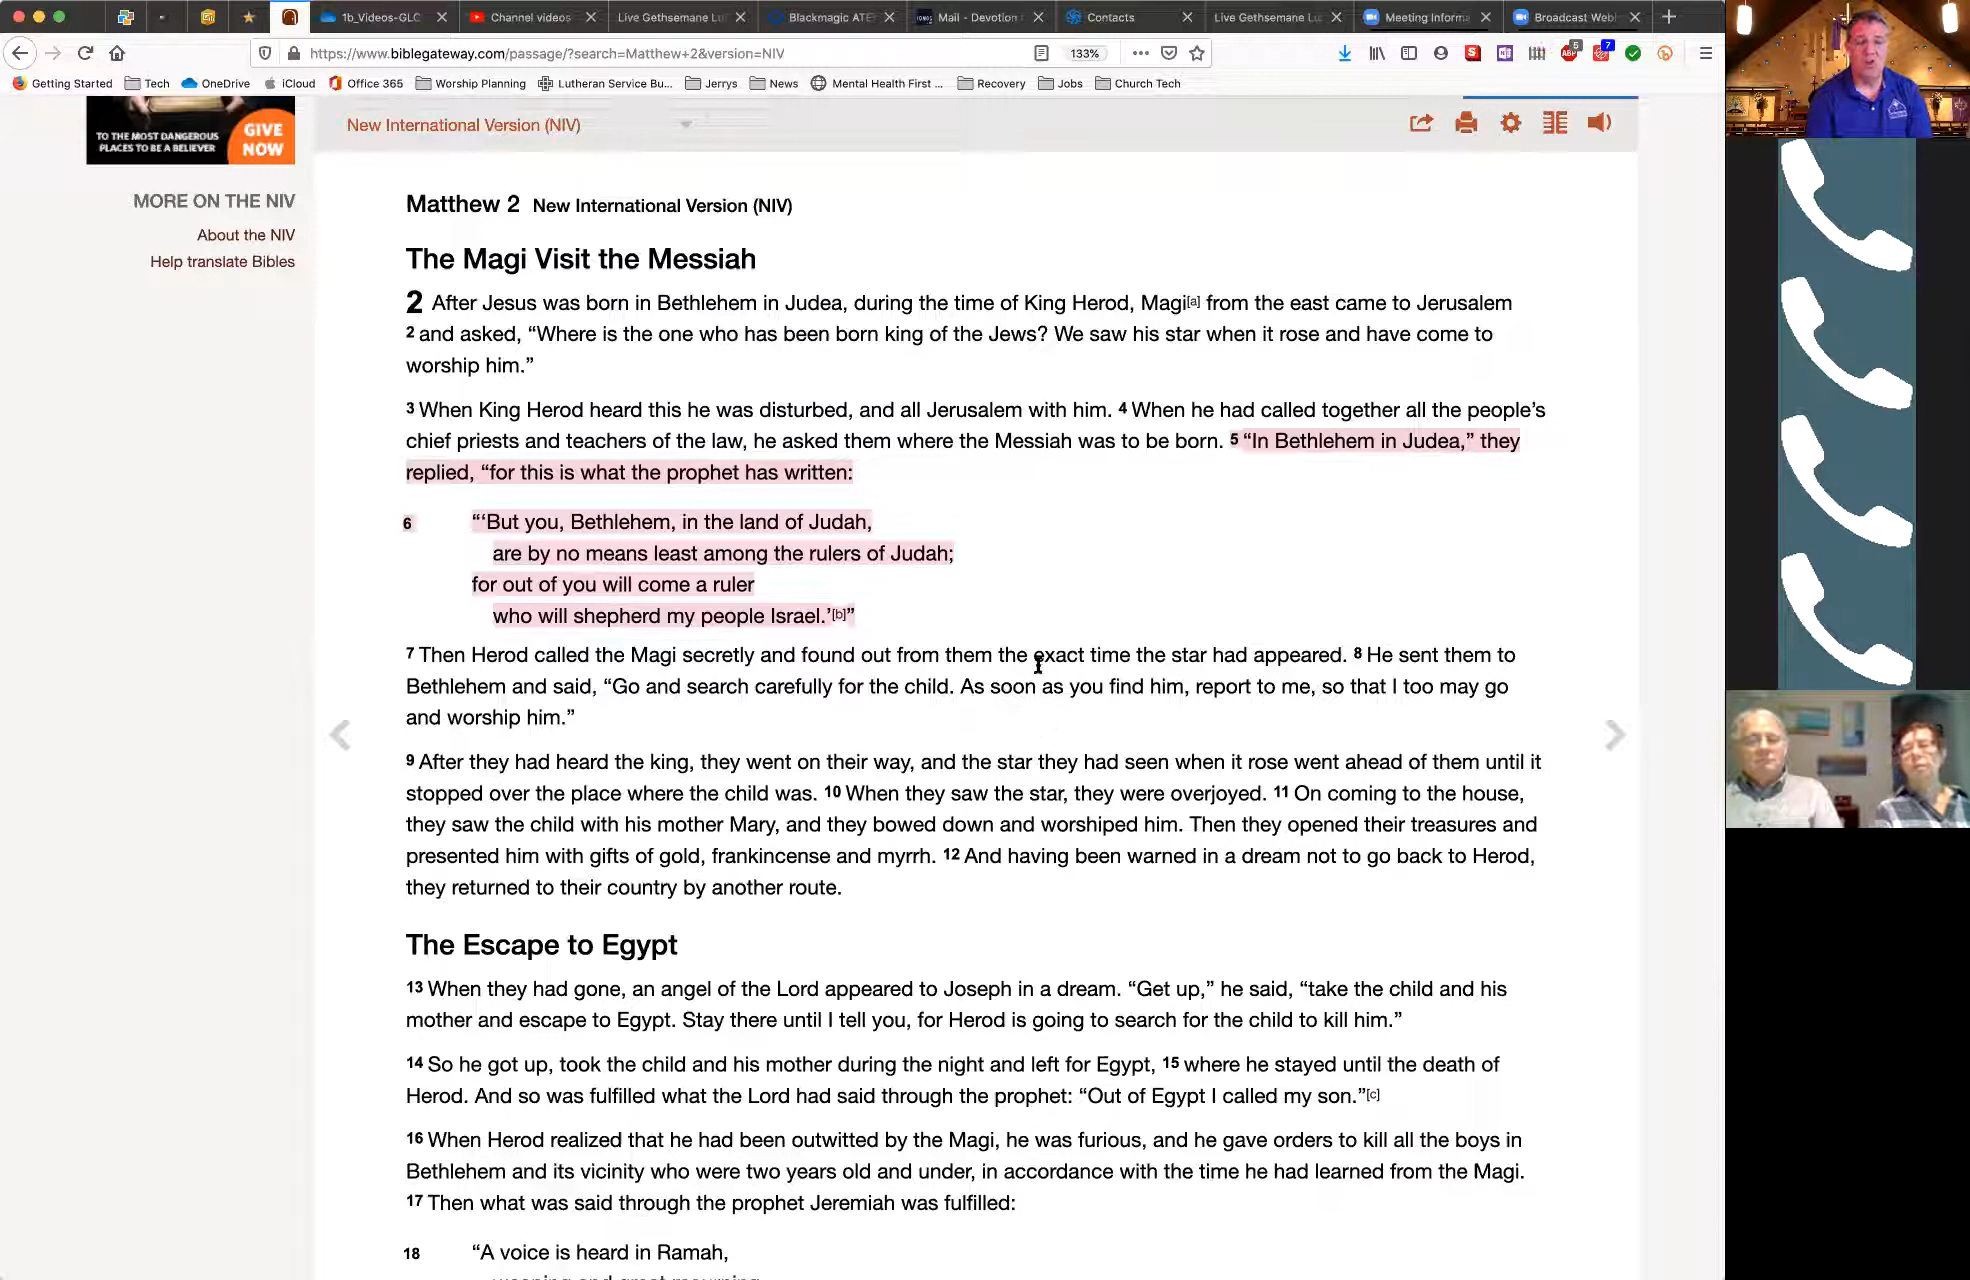 1b_Videos-GLC
Channel videos
Live Gethsemane Lu
Blackmagic ATE
Mail - Devotion
Contacts
Live Gethsemane Lu
Meeting Informa
Broadcast Webi
https://www.biblegateway.com/passage/?search=Matthew+2&version=NIV
133%
5
7
Getting Started
Tech
OneDrive
iCloud
Office 365
Worship Planning
Lutheran Service Bu...
Jerrys
News
Mental Health First ...
Recovery
Jobs
Church Tech
TO THE MOST DANGEROUS
PLACES TO BE A BELIEVER
GIVE
NOW
MORE ON THE NIV
About the NIV
Help translate Bibles
New International Version (NIV)
Matthew 2 New International Version (NIV)
The Magi Visit the Messiah
2 After Jesus was born in Bethlehem in Judea, during the time of King Herod, Magi[a] from the east came to Jerusalem
2 and asked, “Where is the one who has been born king of the Jews? We saw his star when it rose and have come to
worship him.”
3 When King Herod heard this he was disturbed, and all Jerusalem with him. 4 When he had called together all the people’s
chief priests and teachers of the law, he asked them where the Messiah was to be born. 5 “In Bethlehem in Judea,” they
replied, “for this is what the prophet has written:
6 “‘But you, Bethlehem, in the land of Judah,
are by no means least among the rulers of Judah;
for out of you will come a ruler
who will shepherd my people Israel.’[b]”
7 Then Herod called the Magi secretly and found out from them the exact time the star had appeared. 8 He sent them to
Bethlehem and said, “Go and search carefully for the child. As soon as you find him, report to me, so that I too may go
and worship him.”
9 After they had heard the king, they went on their way, and the star they had seen when it rose went ahead of them until it
stopped over the place where the child was. 10 When they saw the star, they were overjoyed. 11 On coming to the house,
they saw the child with his mother Mary, and they bowed down and worshiped him. Then they opened their treasures and
presented him with gifts of gold, frankincense and myrrh. 12 And having been warned in a dream not to go back to Herod,
they returned to their country by another route.
The Escape to Egypt
13 When they had gone, an angel of the Lord appeared to Joseph in a dream. “Get up,” he said, “take the child and his
mother and escape to Egypt. Stay there until I tell you, for Herod is going to search for the child to kill him.”
14 So he got up, took the child and his mother during the night and left for Egypt, 15 where he stayed until the death of
Herod. And so was fulfilled what the Lord had said through the prophet: “Out of Egypt I called my son.”[c]
16 When Herod realized that he had been outwitted by the Magi, he was furious, and he gave orders to kill all the boys in
Bethlehem and its vicinity who were two years old and under, in accordance with the time he had learned from the Magi.
17 Then what was said through the prophet Jeremiah was fulfilled:
18 “A voice is heard in Ramah,